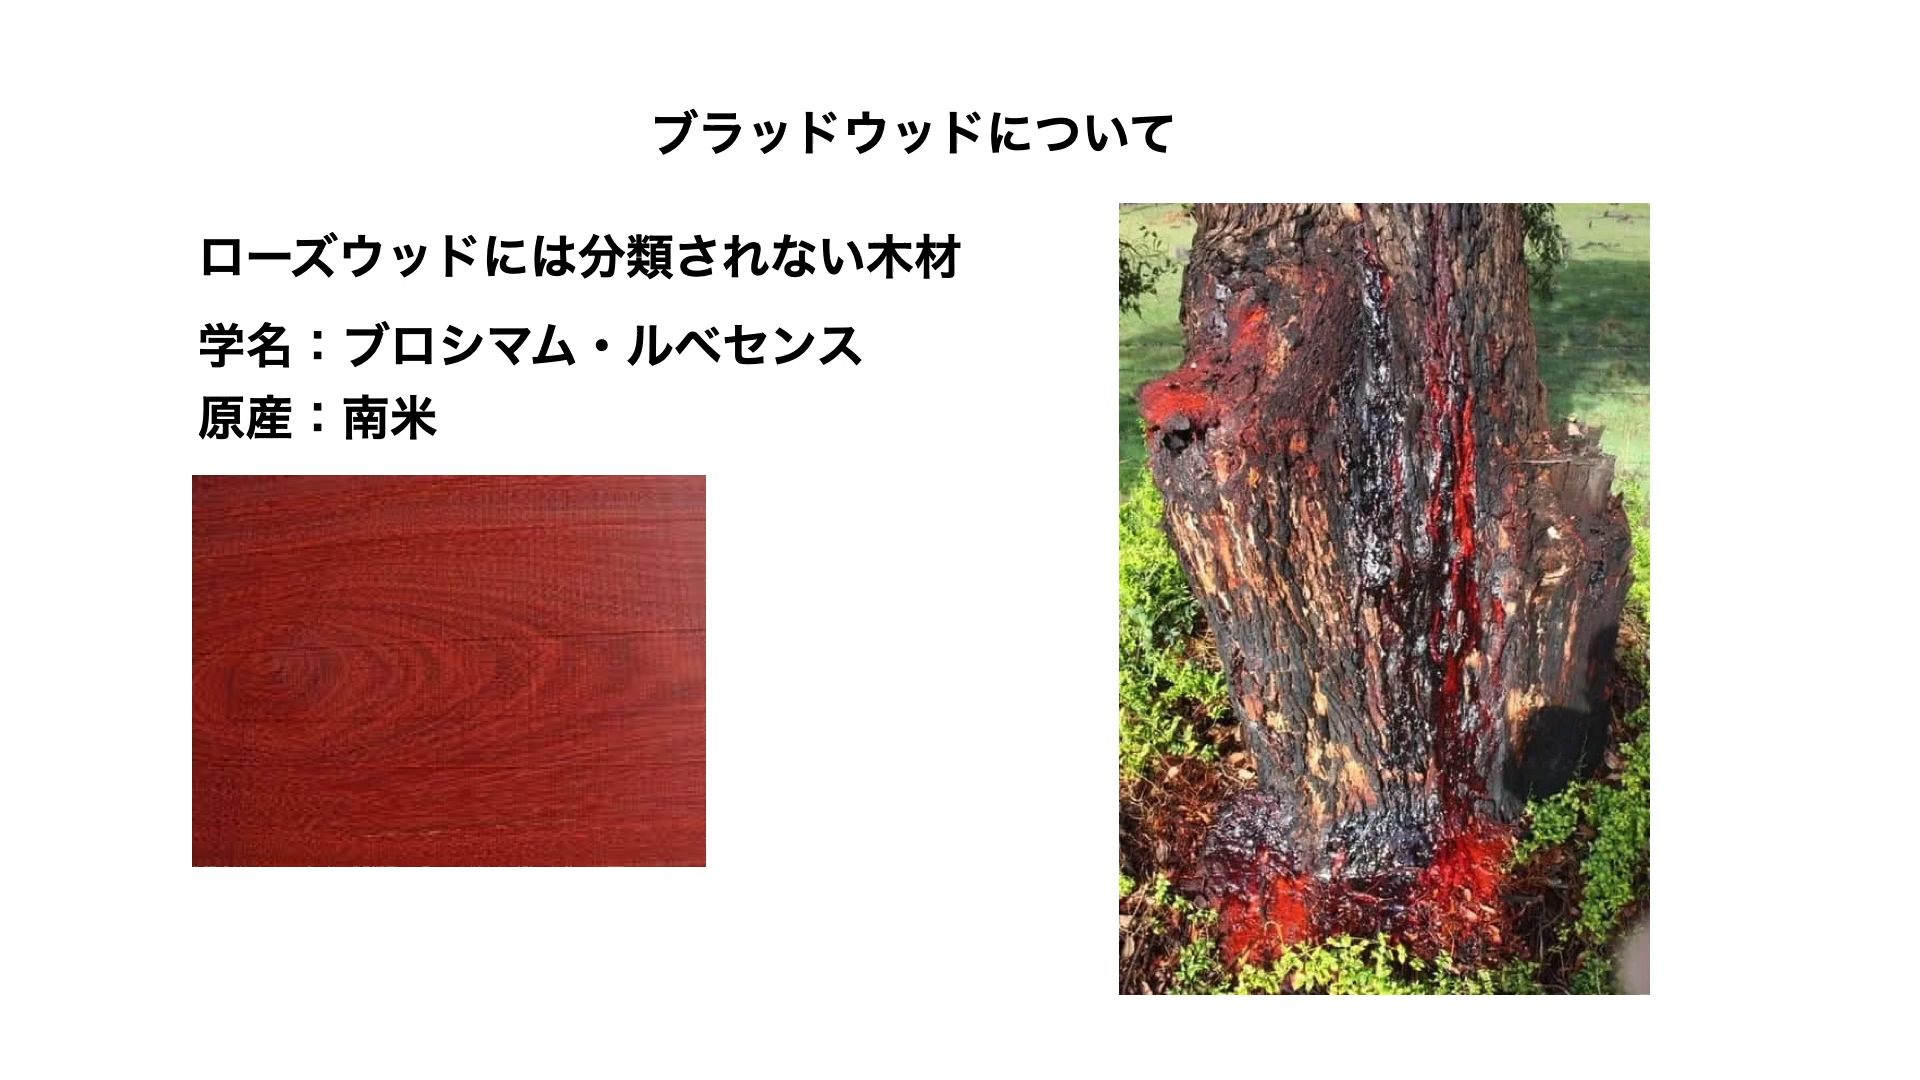 ブラッドウッドについて
ローズウッドには分類されない木材
学名：ブロシマム・ルベセンス
原産：南米